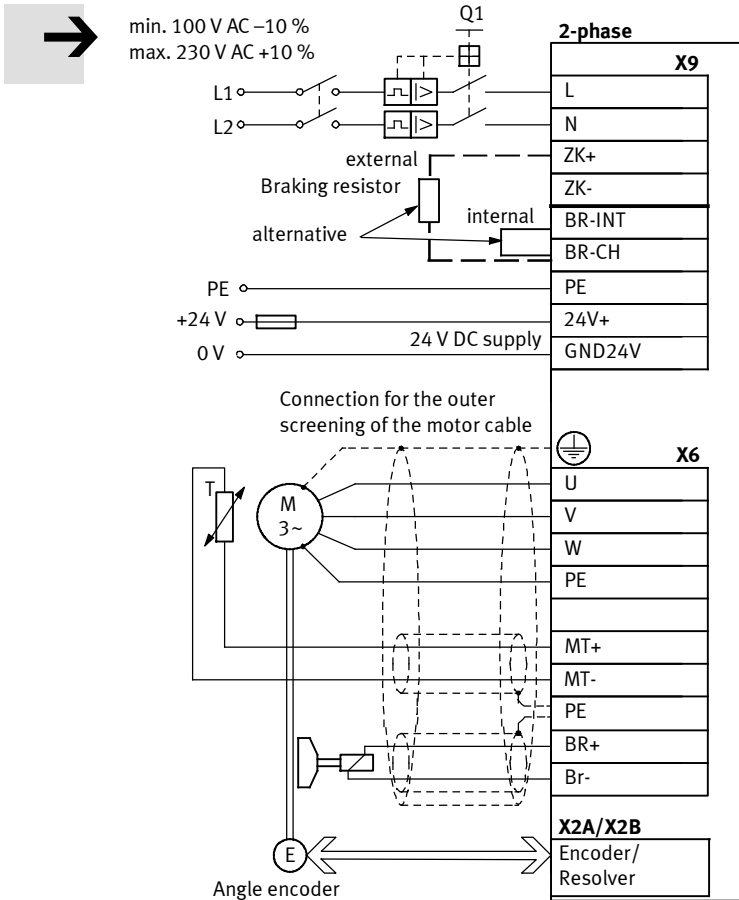 min. 100 V AC –10 %
max. 230 V AC +10 %
Q1
2-phase
X9
L1
L
L2
N
external
ZK+
Braking resistor
ZK-
internal
BR-INT
alternative
BR-CH
PE
PE
+24 V
24V+
24 V DC supply
0 V
GND24V
Connection for the outer
screening of the motor cable
X6
T
U
M
3~
V
W
PE
MT+
MT-
PE
BR+
Br-
X2A/X2B
E
Encoder/
Resolver
Angle encoder